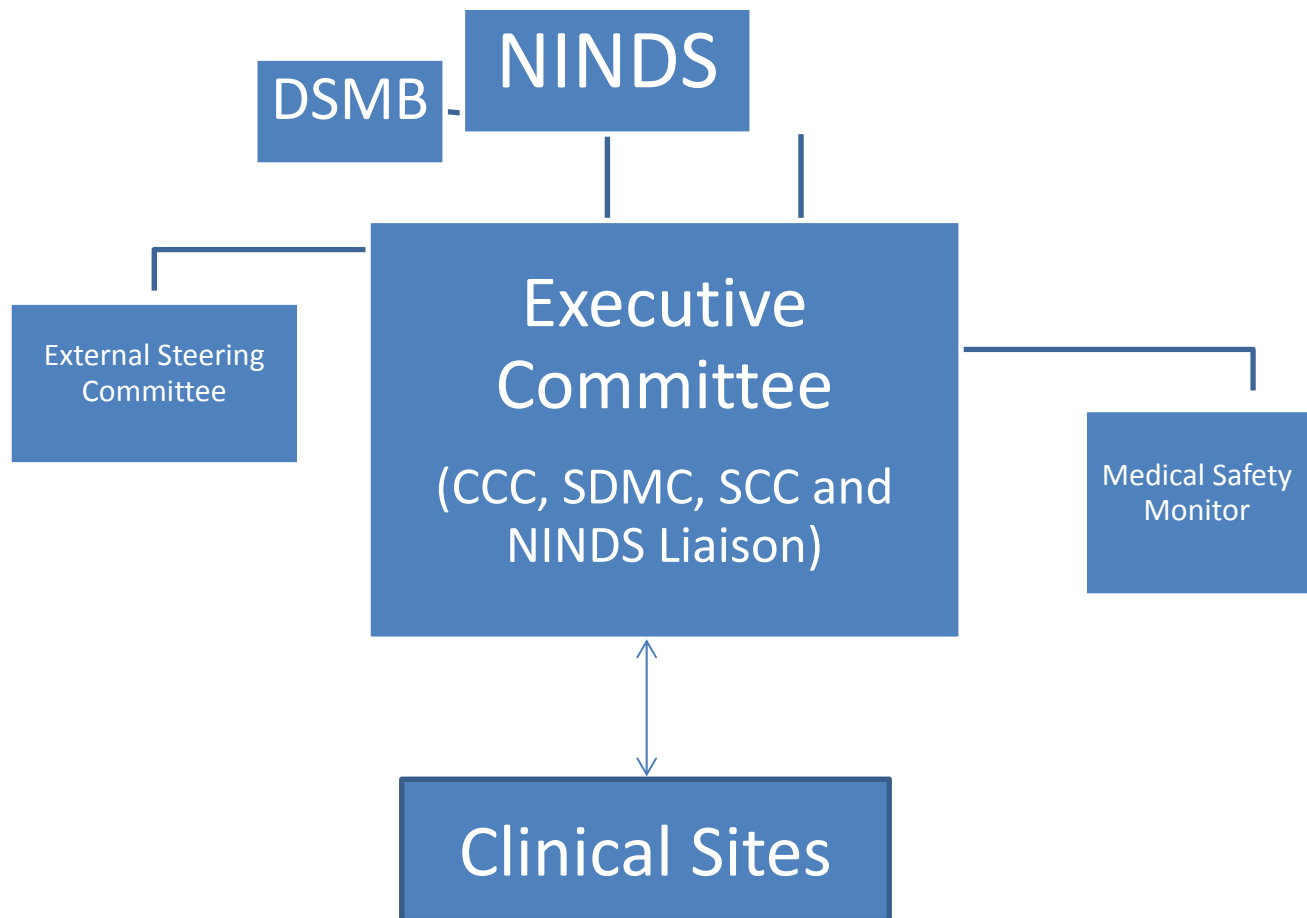 NINDS
DSMB
Executive
Committee
(CCC, SDMC, SCC and
NINDS Liaison)
External Steering
Committee
Medical Safety
Monitor
Clinical Sites